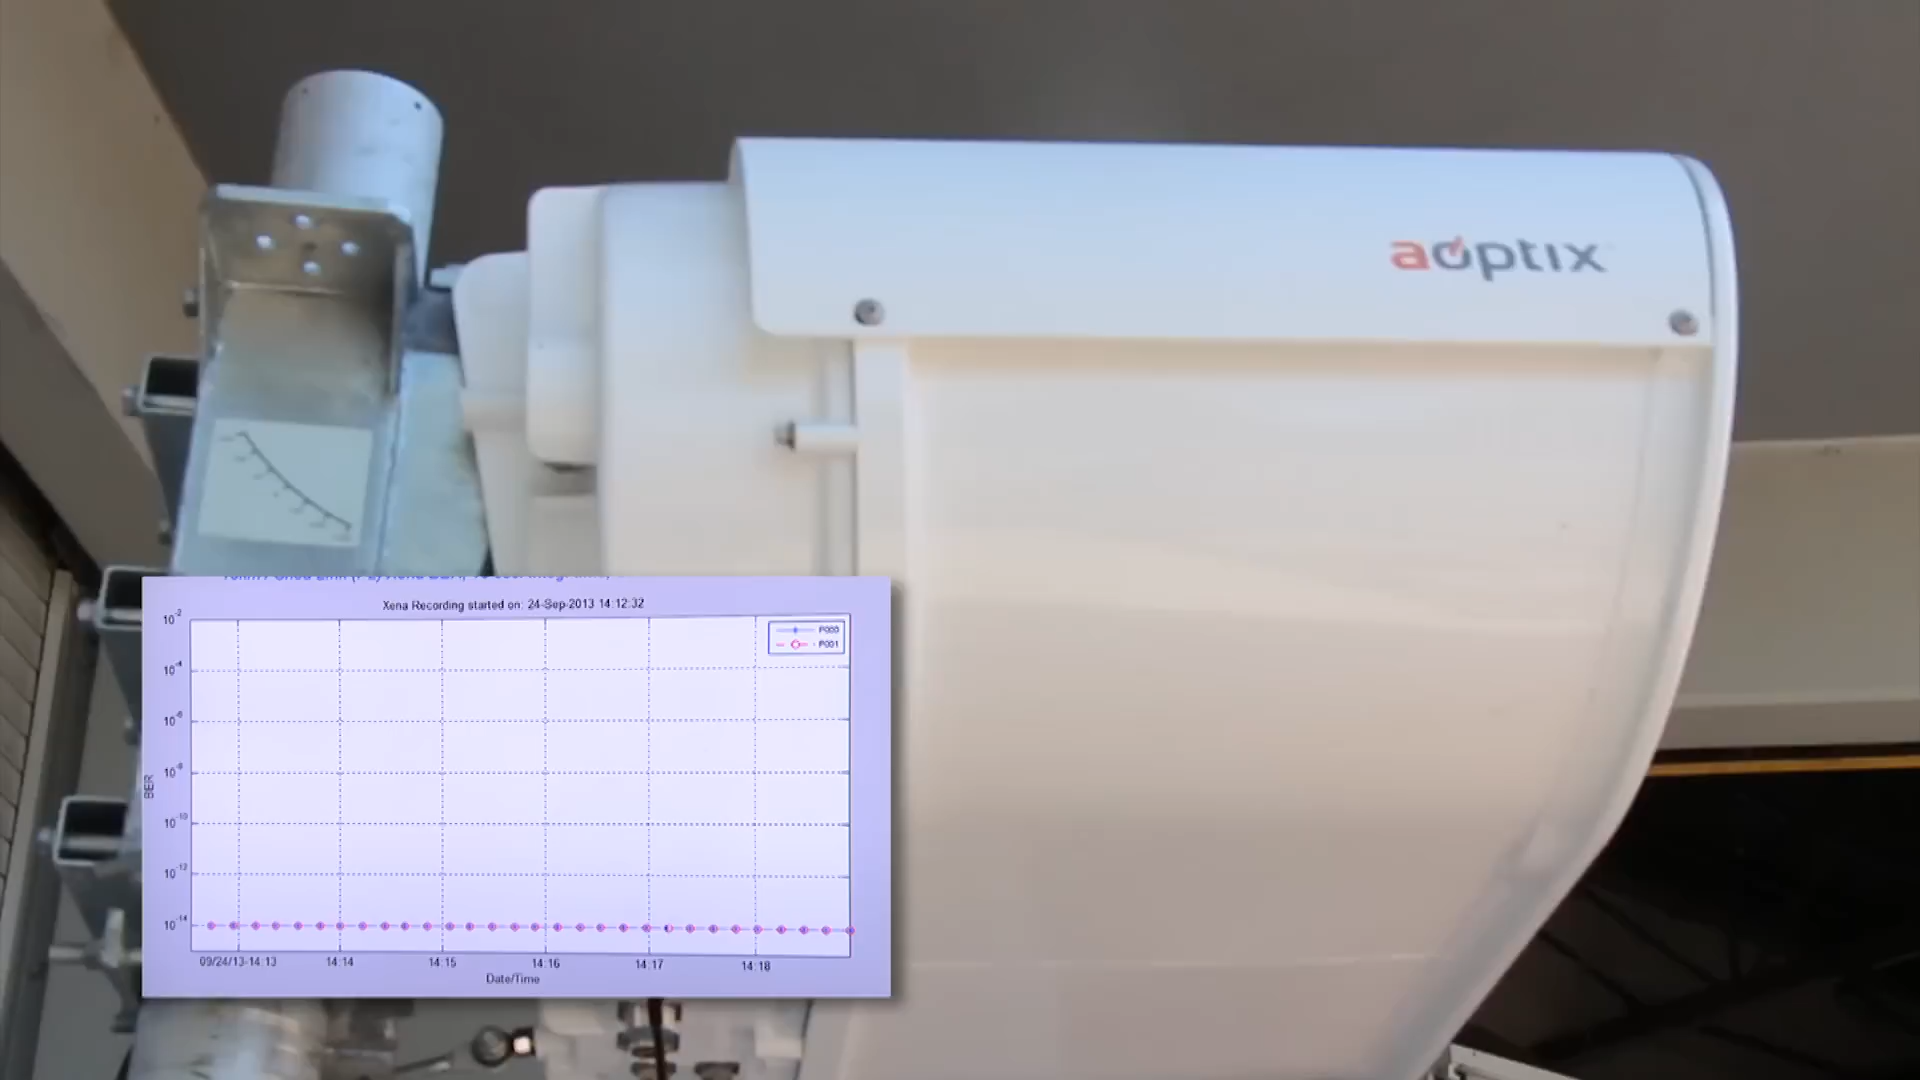 aoptix
Xena Recording started on: 24-Sep-2013 14:12:32
P000
P001
10-2
10-4
10-6
10-8
10-10
10-12
10-14
BER
09/24/13-14:13
14:14
14:15
14:16
14:17
14:18
Date/Time